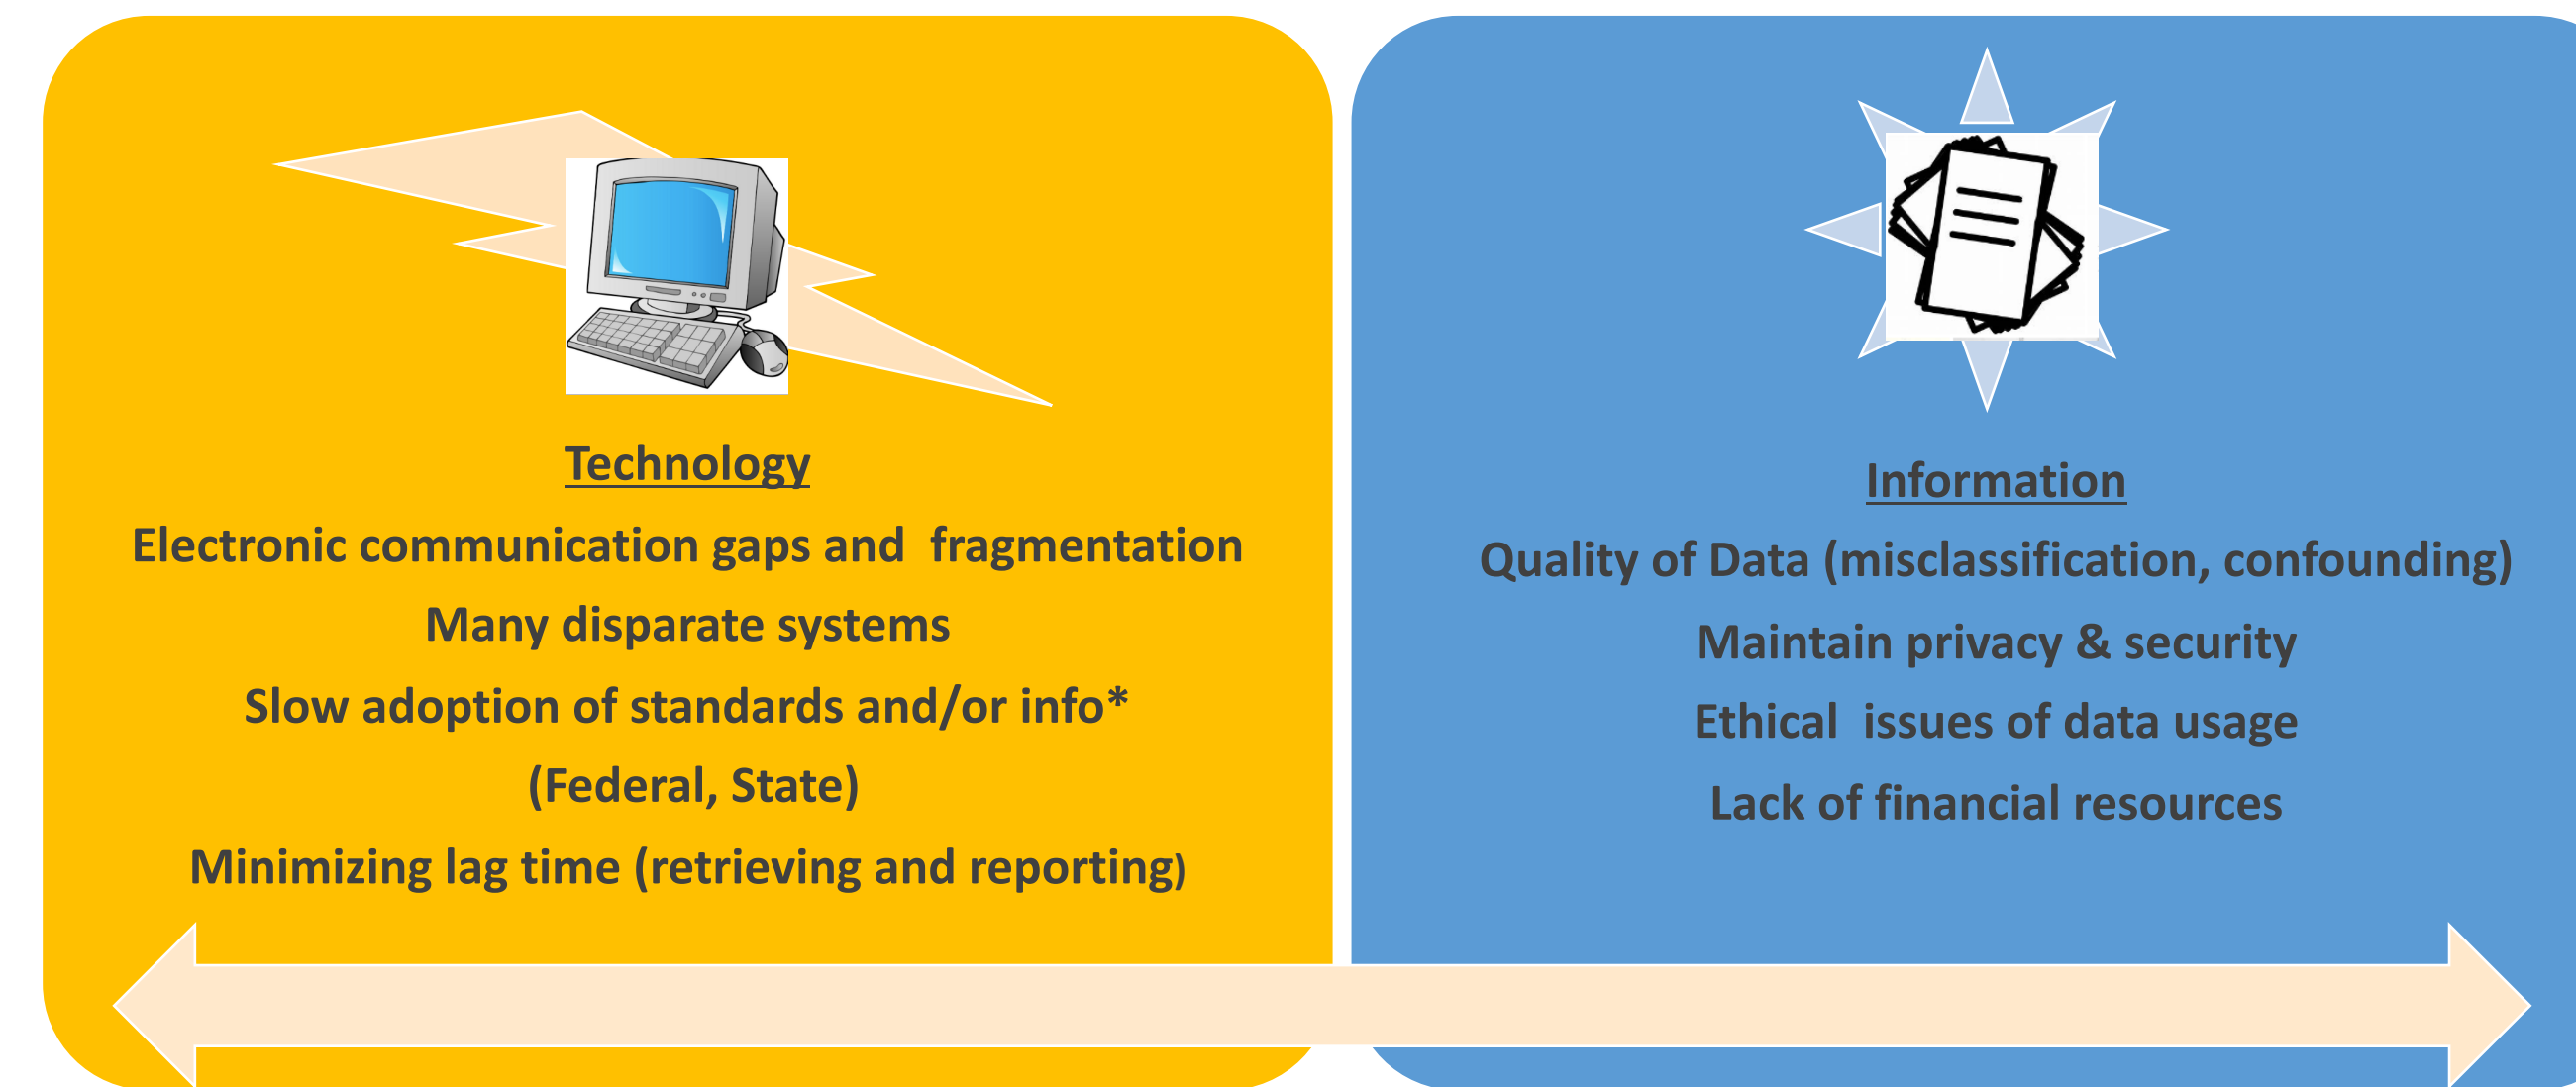 Technology
Electronic communication gaps and  fragmentation
Many disparate systems
Slow adoption of standards and/or info*
(Federal, State)
Minimizing lag time (retrieving and reporting)
Information
Quality of Data (misclassification, confounding)
Maintain privacy & security
Ethical  issues of data usage
Lack of financial resources